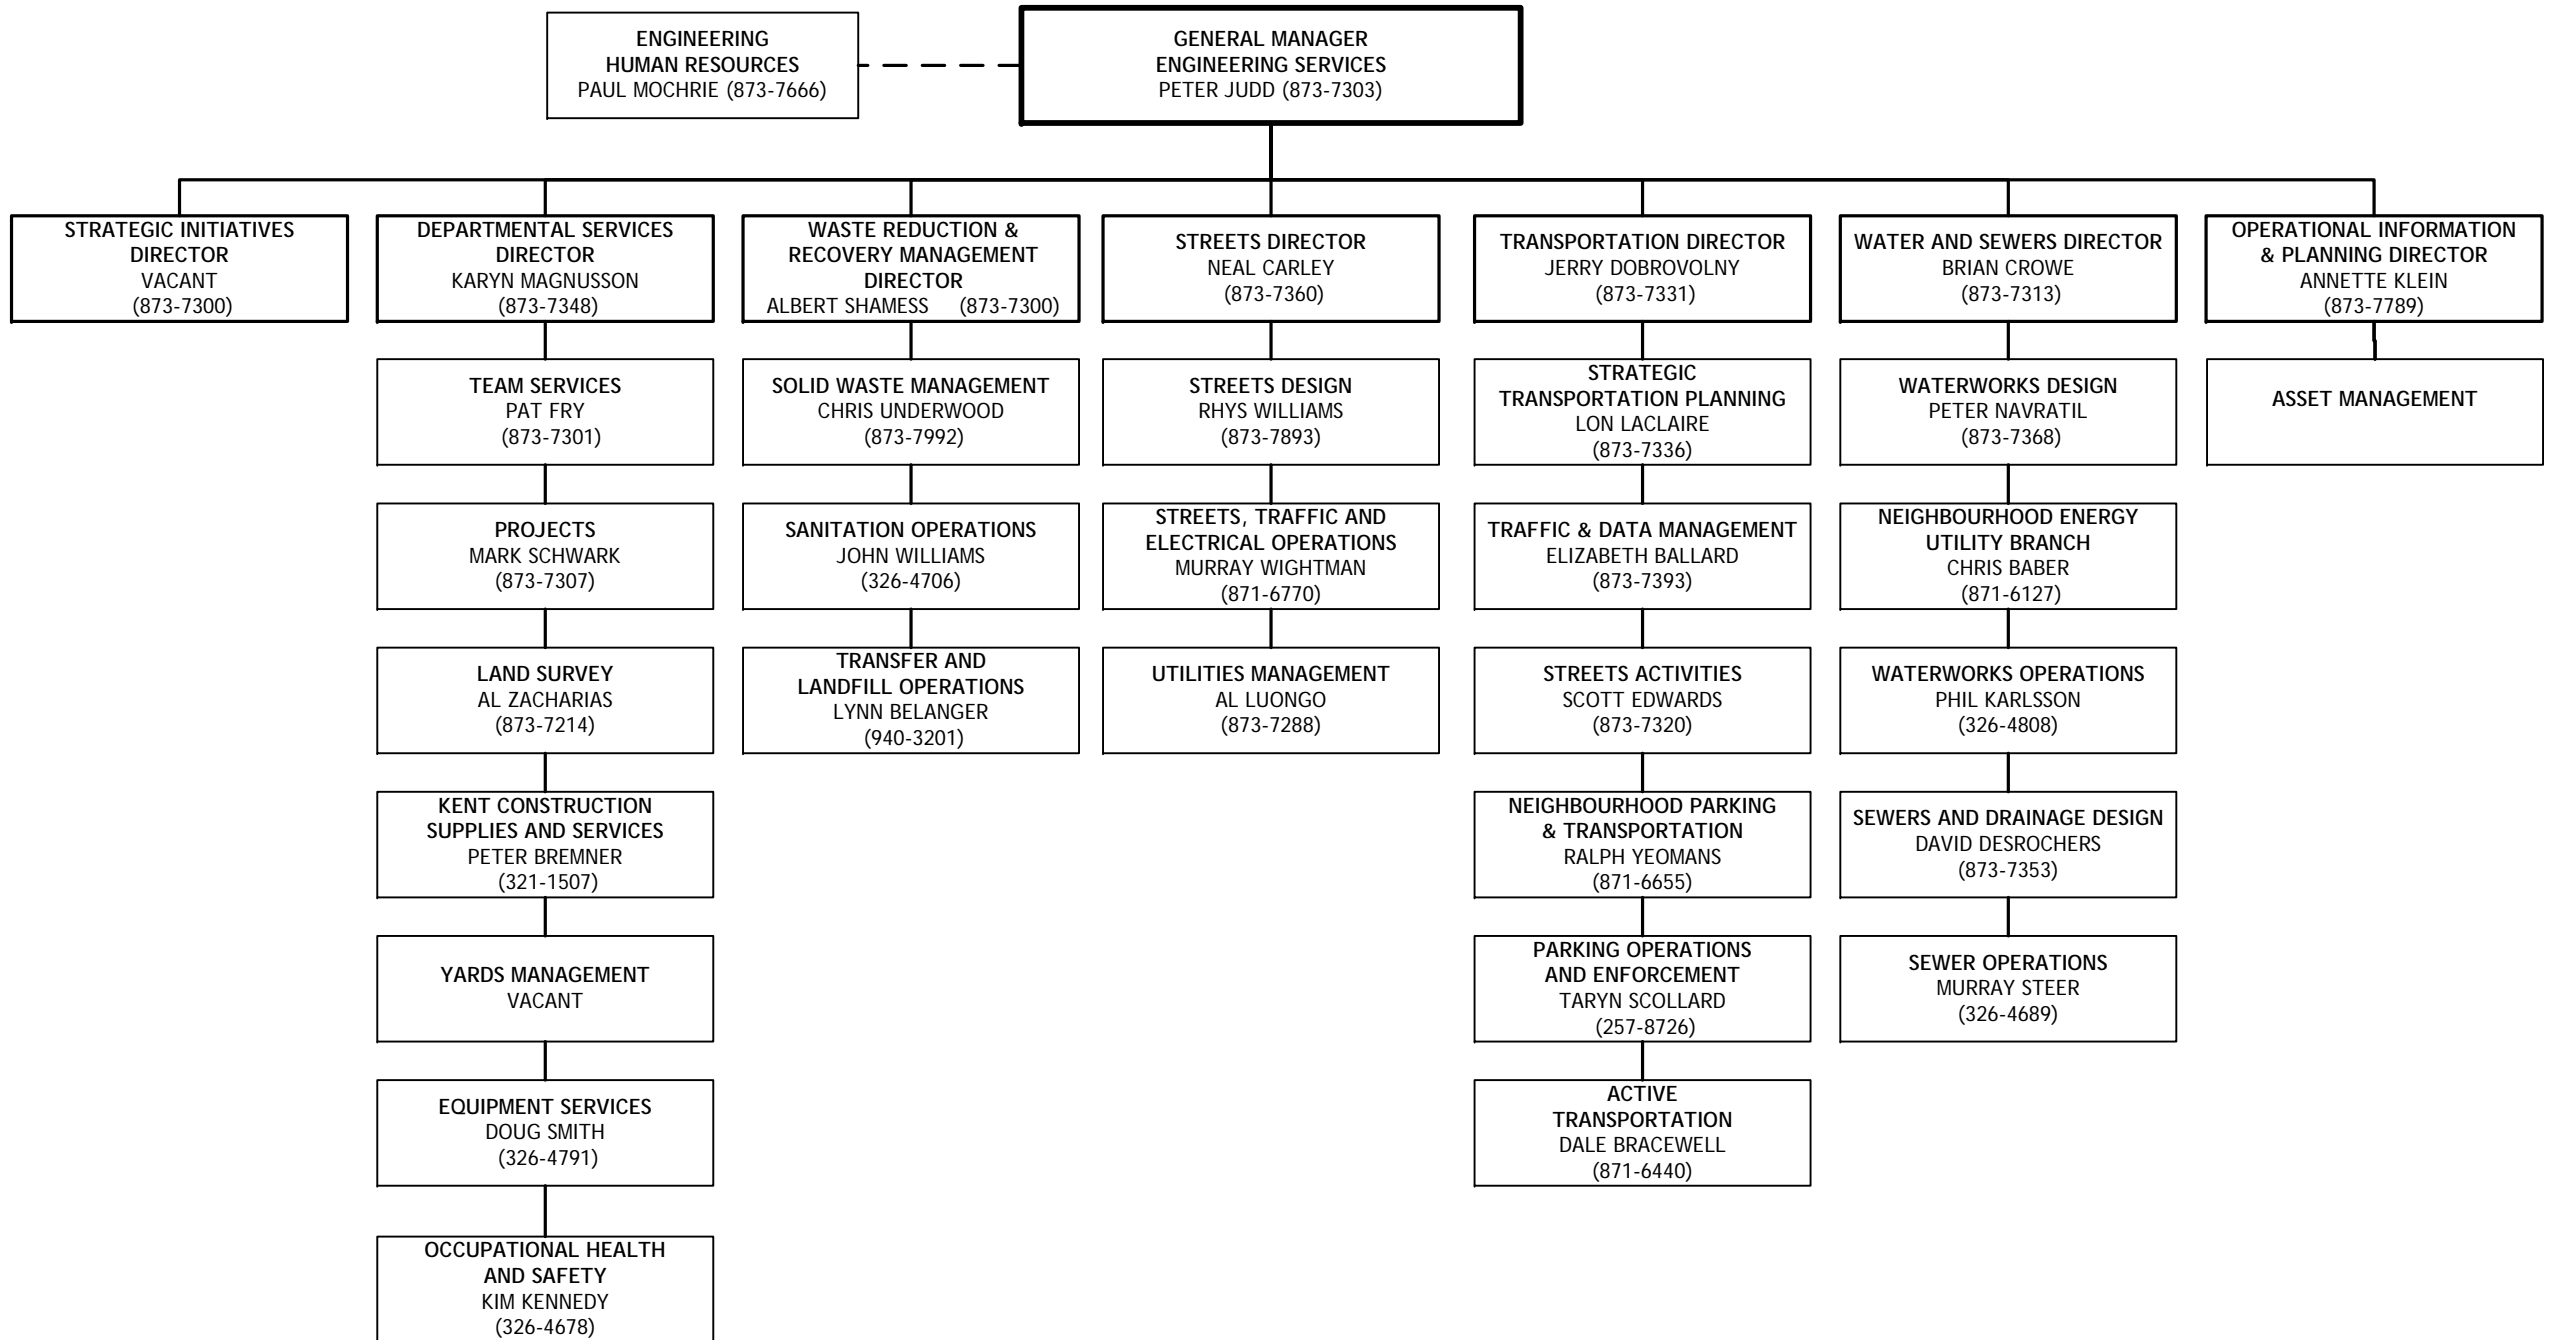 ENGINEERING
HUMAN RESOURCES
PAUL MOCHRIE (873-7666)
GENERAL MANAGER
ENGINEERING SERVICES
PETER JUDD (873-7303)
STRATEGIC INITIATIVES
DIRECTOR
VACANT
(873-7300)
DEPARTMENTAL SERVICES
DIRECTOR
KARYN MAGNUSSON
(873-7348)
WASTE REDUCTION &
RECOVERY MANAGEMENT
DIRECTOR
ALBERT SHAMESS (873-7300)
STREETS DIRECTOR
NEAL CARLEY
(873-7360)
TRANSPORTATION DIRECTOR
JERRY DOBROVOLNY
(873-7331)
WATER AND SEWERS DIRECTOR
BRIAN CROWE
(873-7313)
OPERATIONAL INFORMATION
& PLANNING DIRECTOR
ANNETTE KLEIN
(873-7789)
TEAM SERVICES
PAT FRY
(873-7301)
SOLID WASTE MANAGEMENT
CHRIS UNDERWOOD
(873-7992)
STREETS DESIGN
RHYS WILLIAMS
(873-7893)
STRATEGIC
TRANSPORTATION PLANNING
LON LACLAIRE
(873-7336)
WATERWORKS DESIGN
PETER NAVRATIL
(873-7368)
ASSET MANAGEMENT
PROJECTS
MARK SCHWARK
(873-7307)
SANITATION OPERATIONS
JOHN WILLIAMS
(326-4706)
STREETS, TRAFFIC AND
ELECTRICAL OPERATIONS
MURRAY WIGHTMAN
(871-6770)
TRAFFIC & DATA MANAGEMENT
ELIZABETH BALLARD
(873-7393)
NEIGHBOURHOOD ENERGY
UTILITY BRANCH
CHRIS BABER
(871-6127)
LAND SURVEY
AL ZACHARIAS
(873-7214)
TRANSFER AND
LANDFILL OPERATIONS
LYNN BELANGER
(940-3201)
UTILITIES MANAGEMENT
AL LUONGO
(873-7288)
STREETS ACTIVITIES
SCOTT EDWARDS
(873-7320)
WATERWORKS OPERATIONS
PHIL KARLSSON
(326-4808)
KENT CONSTRUCTION
SUPPLIES AND SERVICES
PETER BREMNER
(321-1507)
NEIGHBOURHOOD PARKING
& TRANSPORTATION
RALPH YEOMANS
(871-6655)
SEWERS AND DRAINAGE DESIGN
DAVID DESROCHERS
(873-7353)
YARDS MANAGEMENT
VACANT
PARKING OPERATIONS
AND ENFORCEMENT
TARYN SCOLLARD
(257-8726)
SEWER OPERATIONS
MURRAY STEER
(326-4689)
EQUIPMENT SERVICES
DOUG SMITH
(326-4791)
ACTIVE
TRANSPORTATION
DALE BRACEWELL
(871-6440)
OCCUPATIONAL HEALTH
AND SAFETY
KIM KENNEDY
(326-4678)